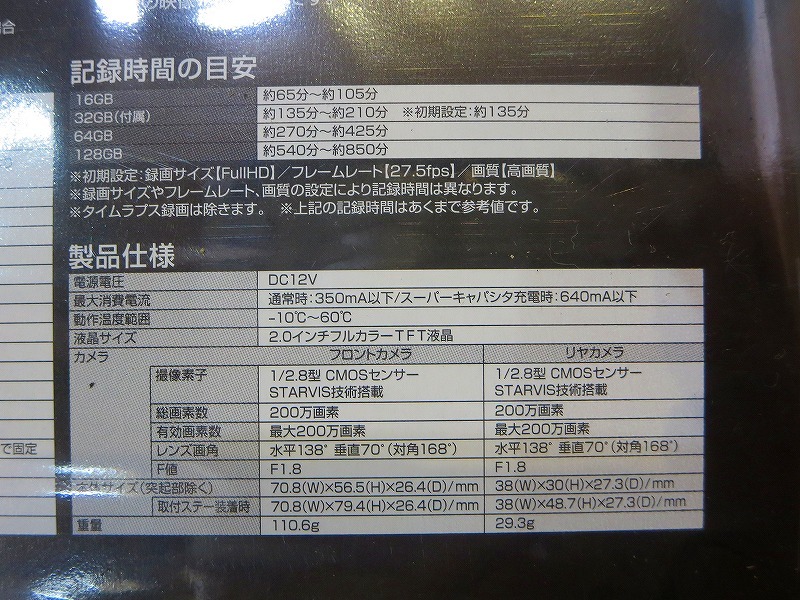 の映像
です。
場合
記録時間の目安
16GB 約65分～約105分
32GB(付属) 約135分～約210分 ※初期設定：約135分
64GB 約270分～約425分
128GB 約540分～約850分
※初期設定：録画サイズ【FullHD】／フレームレート【27.5fps】／画質【高画質】
※録画サイズやフレームレート、画質の設定により記録時間は異なります。
※タイムラプス録画は除きます。 ※上記の記録時間はあくまで参考値です。
製品仕様
電源電圧 DC12V
最大消費電流 通常時：350mA以下/スーパーキャパシタ充電時：640mA以下
動作温度範囲 -10℃～60℃
液晶サイズ 2.0インチフルカラーTFT液晶
カメラ フロントカメラ リヤカメラ
撮像素子 1/2.8型 CMOSセンサー 1/2.8型 CMOSセンサー
STARVIS技術搭載 STARVIS技術搭載
総画素数 200万画素 200万画素
有効画素数 最大200万画素 最大200万画素
レンズ画角 水平138° 垂直70°（対角168°） 水平138° 垂直70°（対角168°）
で固定
F値 F1.8 F1.8
本体サイズ（突起部除く） 70.8(W)×56.5(H)×26.4(D)/mm 38(W)×30(H)×27.3(D)/mm
取付ステー装着時 70.8(W)×79.4(H)×26.4(D)/mm 38(W)×48.7(H)×27.3(D)/mm
重量 110.6g 29.3g